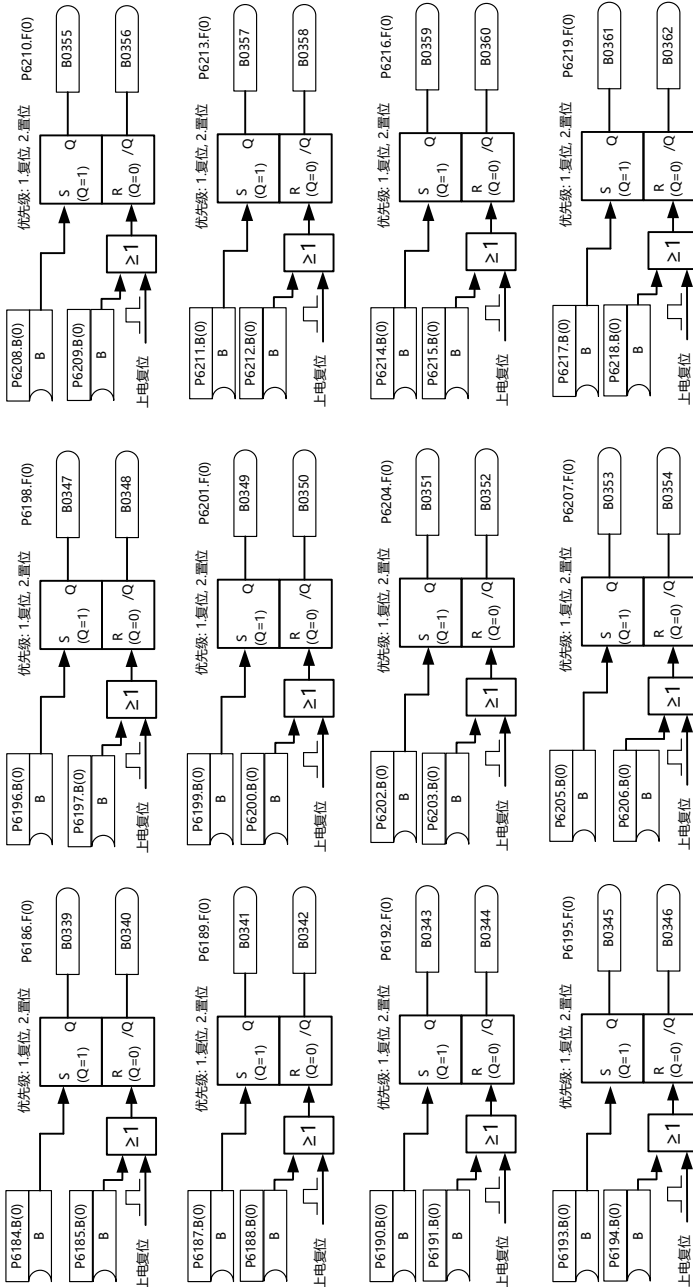 P6184.B(0)
B
P6185.B(0)
B
上电复位
≥1
优先级: 1.复位, 2.置位
S
(Q=1)
Q
R
(Q=0)
/Q
P6186.F(0)
B0339
B0340
P6187.B(0)
B
P6188.B(0)
B
上电复位
≥1
优先级: 1.复位, 2.置位
S
(Q=1)
Q
R
(Q=0)
/Q
P6189.F(0)
B0341
B0342
P6190.B(0)
B
P6191.B(0)
B
上电复位
≥1
优先级: 1.复位, 2.置位
S
(Q=1)
Q
R
(Q=0)
/Q
P6192.F(0)
B0343
B0344
P6193.B(0)
B
P6194.B(0)
B
上电复位
≥1
优先级: 1.复位, 2.置位
S
(Q=1)
Q
R
(Q=0)
/Q
P6195.F(0)
B0345
B0346
P6196.B(0)
B
P6197.B(0)
B
上电复位
≥1
优先级: 1.复位, 2.置位
S
(Q=1)
Q
R
(Q=0)
/Q
P6198.F(0)
B0347
B0348
P6199.B(0)
B
P6200.B(0)
B
上电复位
≥1
优先级: 1.复位, 2.置位
S
(Q=1)
Q
R
(Q=0)
/Q
P6201.F(0)
B0349
B0350
P6202.B(0)
B
P6203.B(0)
B
上电复位
≥1
优先级: 1.复位, 2.置位
S
(Q=1)
Q
R
(Q=0)
/Q
P6204.F(0)
B0351
B0352
P6205.B(0)
B
P6206.B(0)
B
上电复位
≥1
优先级: 1.复位, 2.置位
S
(Q=1)
Q
R
(Q=0)
/Q
P6207.F(0)
B0353
B0354
P6208.B(0)
B
P6209.B(0)
B
上电复位
≥1
优先级: 1.复位, 2.置位
S
(Q=1)
Q
R
(Q=0)
/Q
P6210.F(0)
B0355
B0356
P6211.B(0)
B
P6212.B(0)
B
上电复位
≥1
优先级: 1.复位, 2.置位
S
(Q=1)
Q
R
(Q=0)
/Q
P6213.F(0)
B0357
B0358
P6214.B(0)
B
P6215.B(0)
B
上电复位
≥1
优先级: 1.复位, 2.置位
S
(Q=1)
Q
R
(Q=0)
/Q
P6216.F(0)
B0359
B0360
P6217.B(0)
B
P6218.B(0)
B
上电复位
≥1
优先级: 1.复位, 2.置位
S
(Q=1)
Q
R
(Q=0)
/Q
P6219.F(0)
B0361
B0362